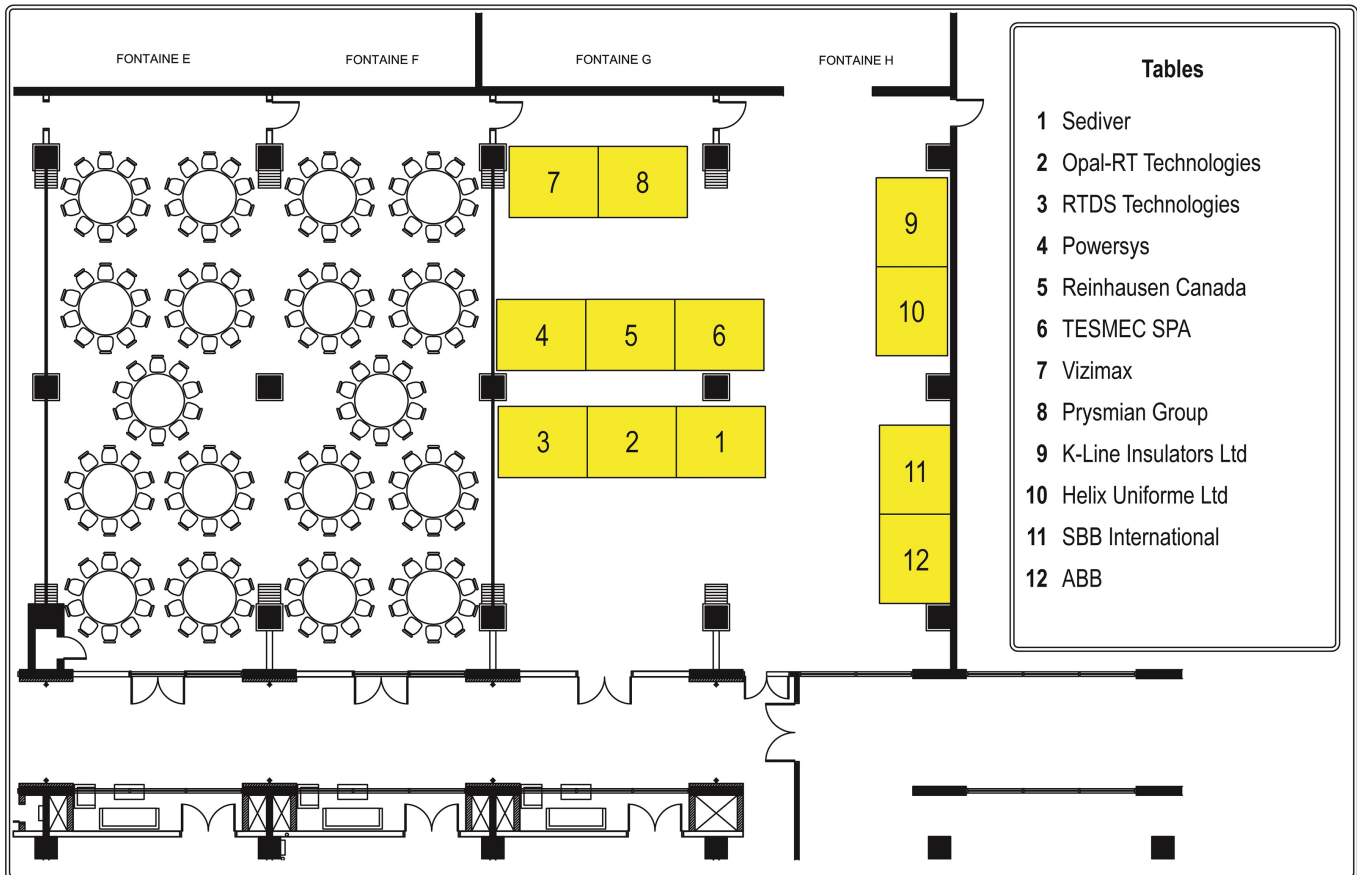 FONTAINE E
FONTAINE F
FONTAINE G
FONTAINE H
7
8
9
10
4
5
6
3
2
1
11
12
Tables
1 Sediver
2 Opal-RT Technologies
3 RTDS Technologies
4 Powersys
5 Reinhausen Canada
6 TESMEC SPA
7 Vizimax
8 Prysmian Group
9 K-Line Insulators Ltd
10 Helix Uniforme Ltd
11 SBB International
12 ABB